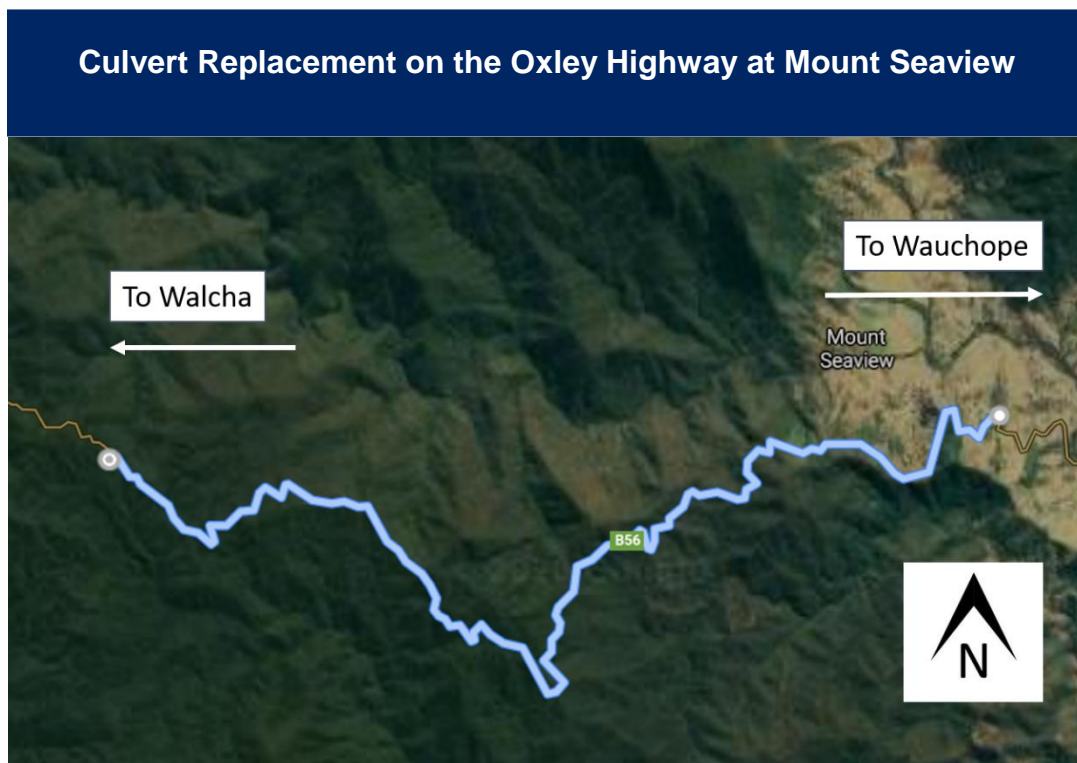 Culvert Replacement on the Oxley Highway at Mount Seaview
To Wauchope
To Walcha
Mount
Seaview
B56
N